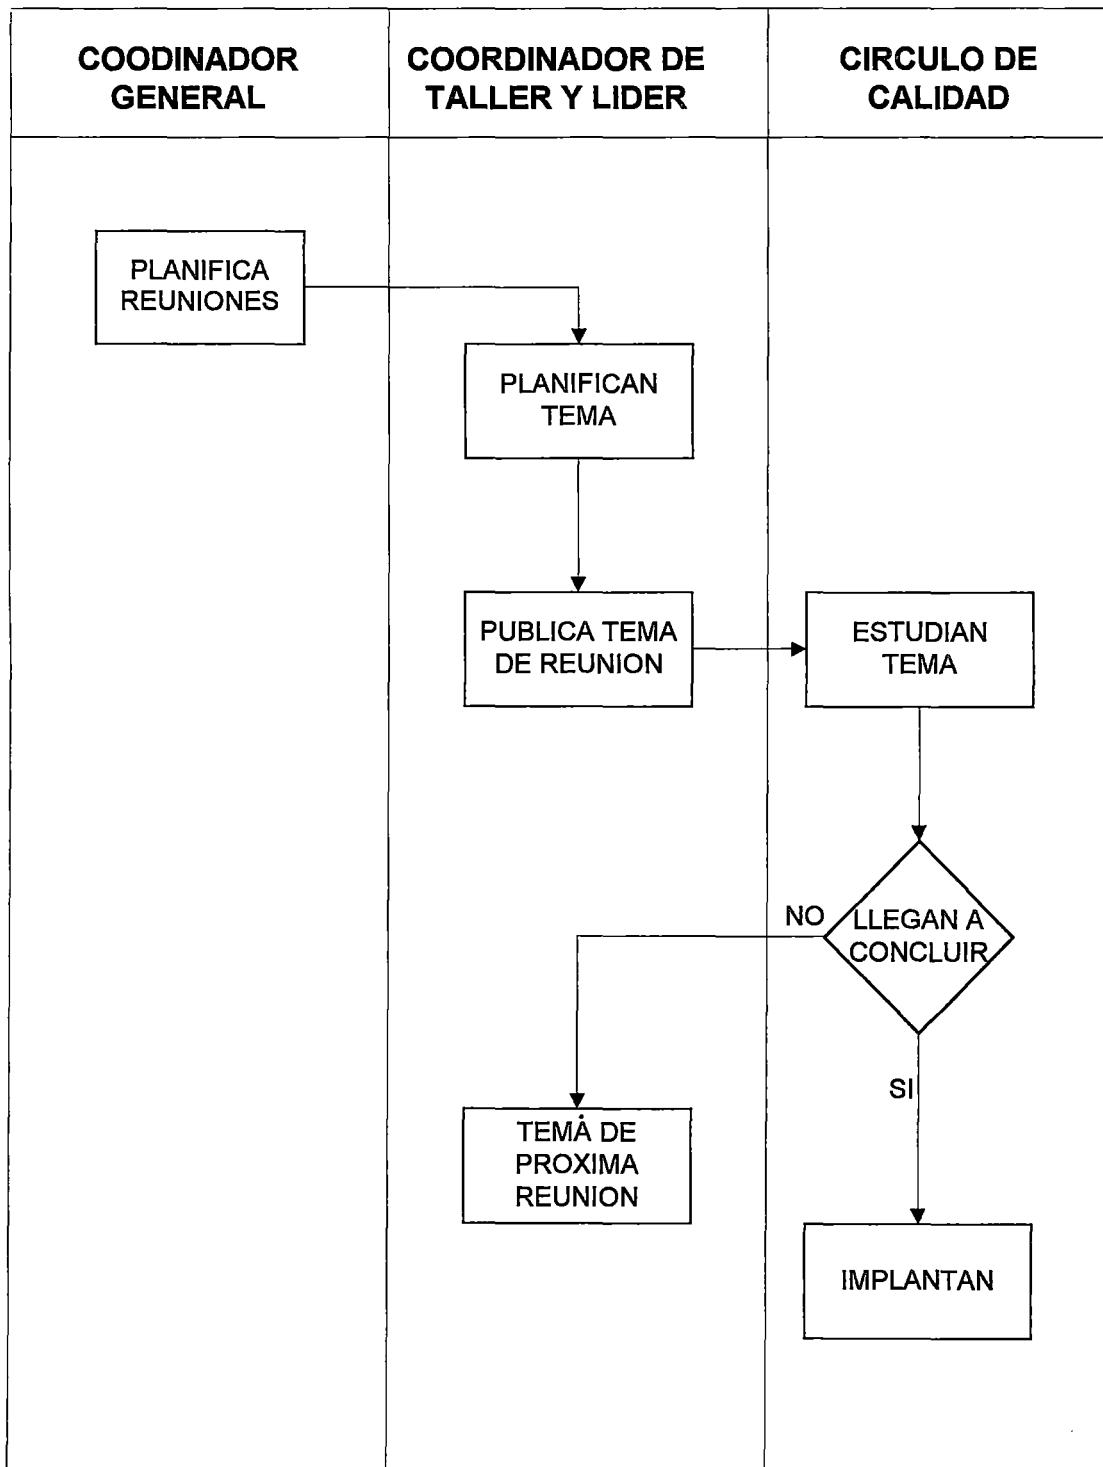 COODINADOR
GENERAL
COORDINADOR DE
TALLER Y LIDER
CIRCULO DE
CALIDAD
PLANIFICA
REUNIONES
PLANIFICAN
TEMA
PUBLICA TEMA
DE REUNION
ESTUDIAN
TEMA
NO
LLEGAN A
CONCLUIR
SI
TEMA DE
PROXIMA
REUNION
IMPLANTAN